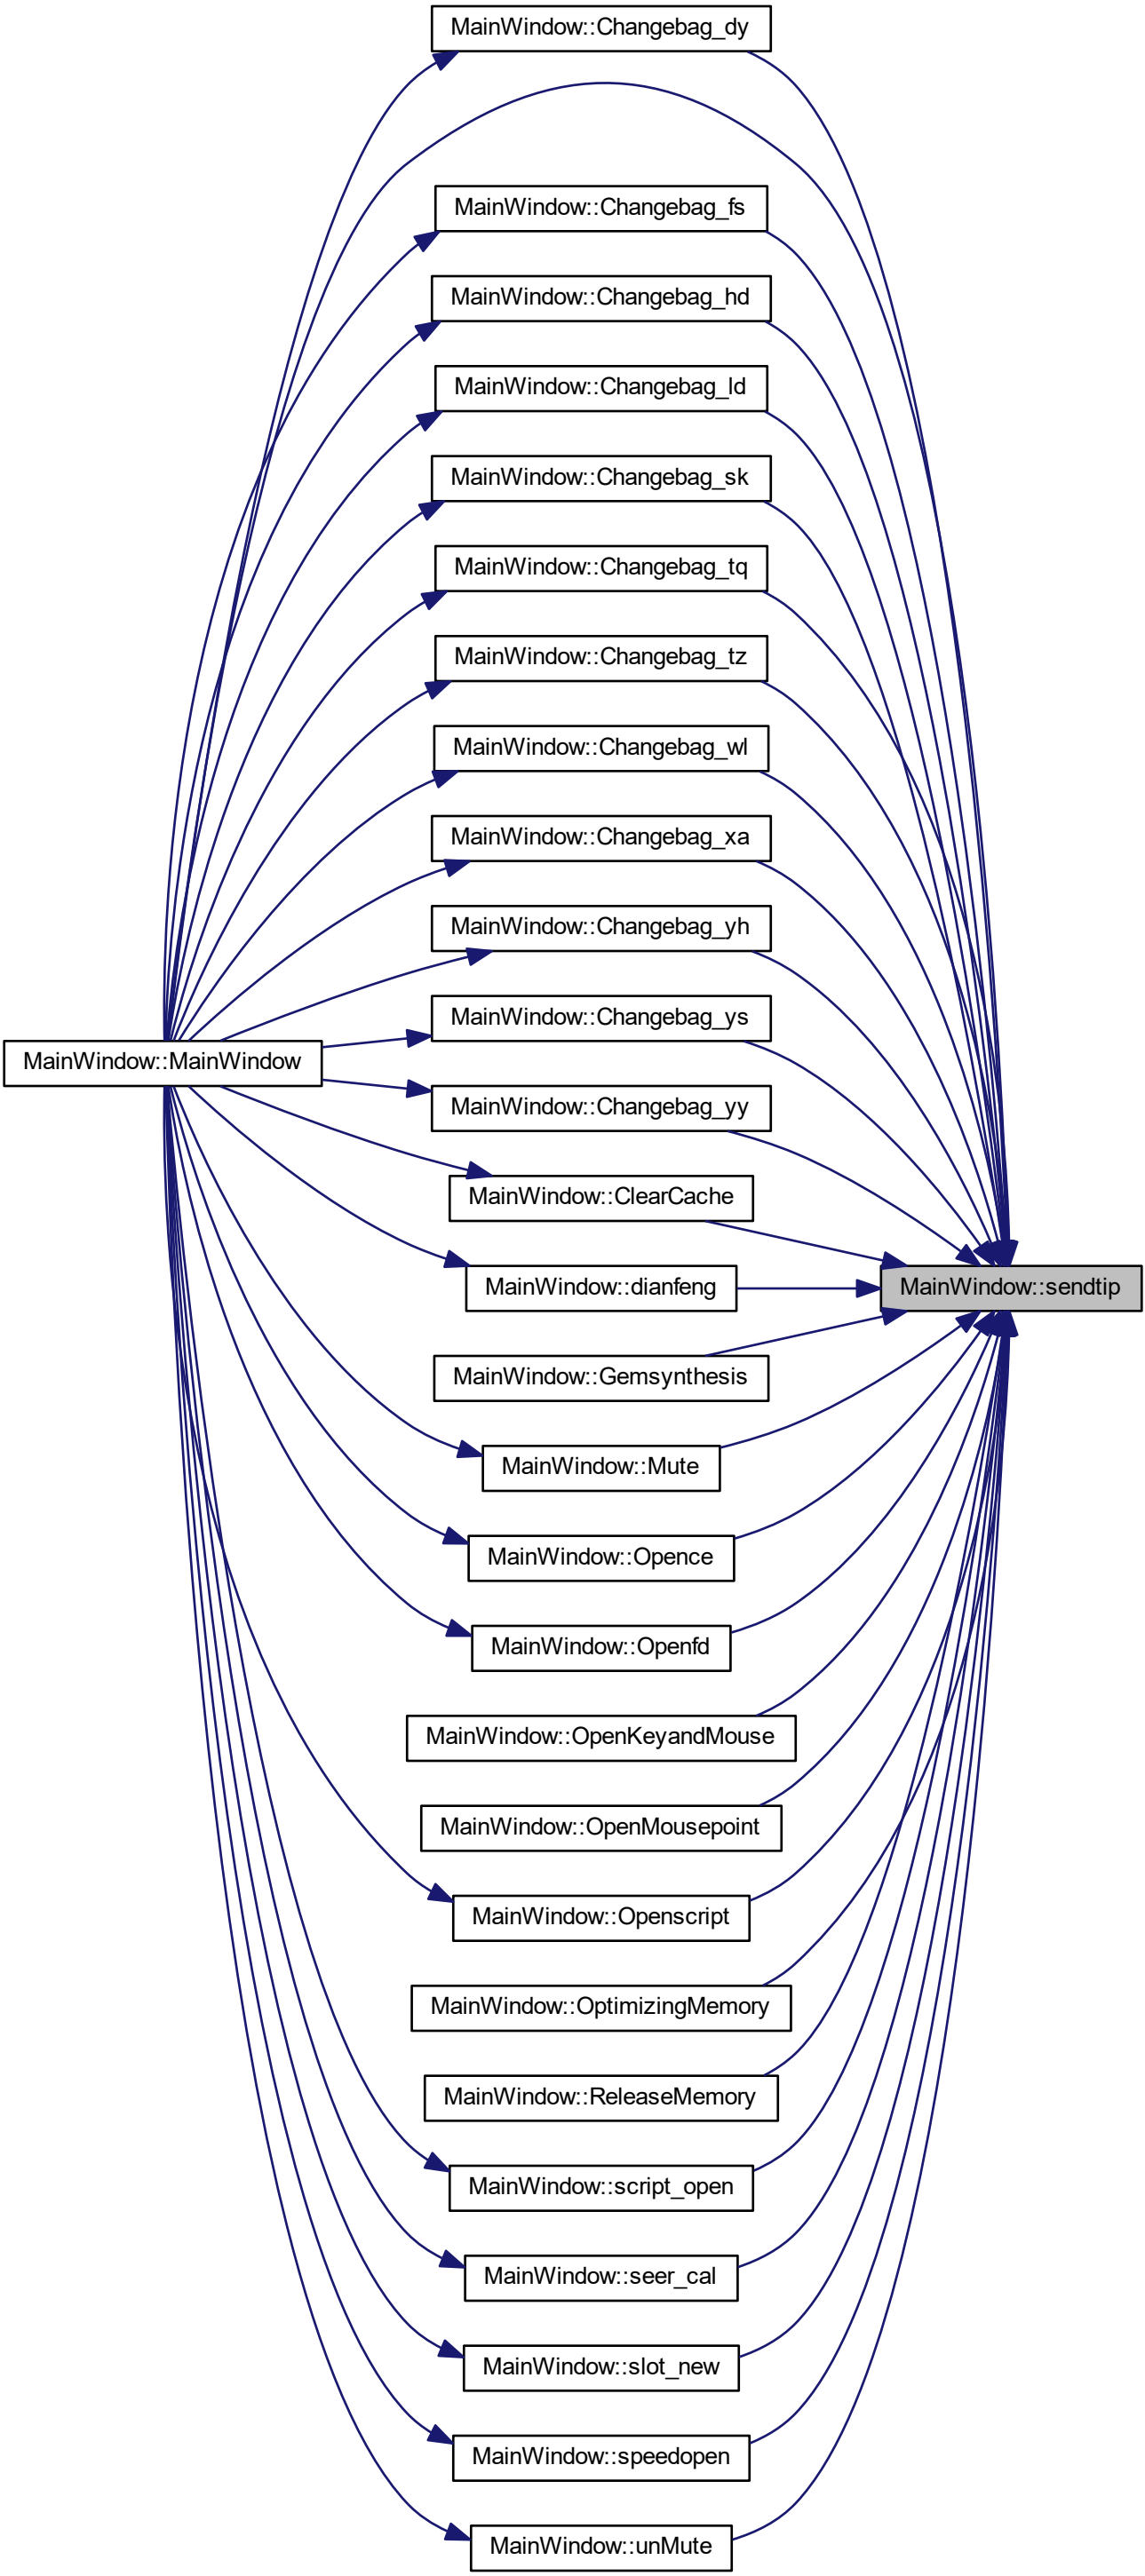 MainWindow::Changebag_dy
MainWindow::Changebag_fs
MainWindow::Changebag_hd
MainWindow::Changebag_ld
MainWindow::Changebag_sk
MainWindow::Changebag_tq
MainWindow::Changebag_tz
MainWindow::Changebag_wl
MainWindow::Changebag_xa
MainWindow::Changebag_yh
MainWindow::Changebag_ys
MainWindow::MainWindow
MainWindow::Changebag_yy
MainWindow::ClearCache
MainWindow::dianfeng
MainWindow::sendtip
MainWindow::Gemsynthesis
MainWindow::Mute
MainWindow::Opence
MainWindow::Openfd
MainWindow::OpenKeyandMouse
MainWindow::OpenMousepoint
MainWindow::Openscript
MainWindow::OptimizingMemory
MainWindow::ReleaseMemory
MainWindow::script_open
MainWindow::seer_cal
MainWindow::slot_new
MainWindow::speedopen
MainWindow::unMute